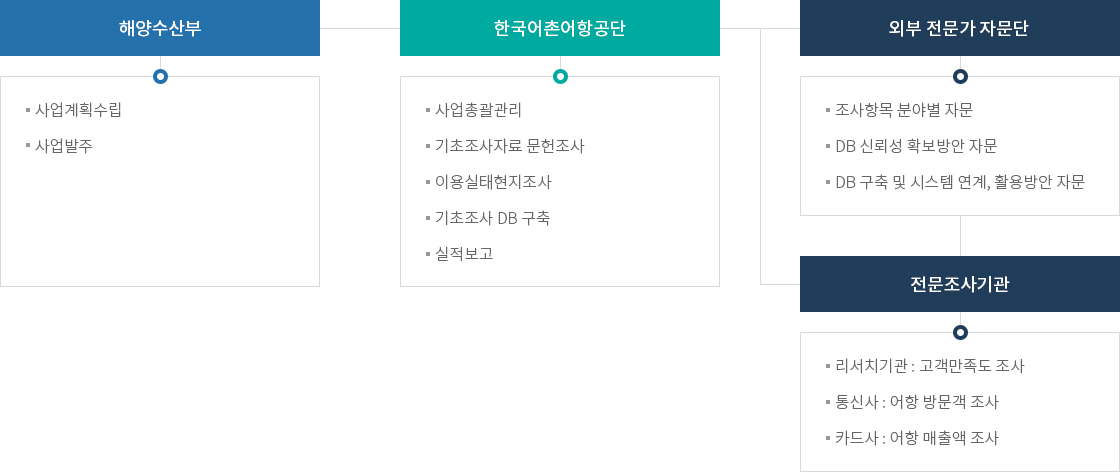 해양수산부
사업계획수립
사업발주
한국어촌어항공단
사업총괄관리
기초조사자료 문헌조사
이용실태현지조사
기초조사 DB 구축
실적보고
외부 전문가 자문단
조사항목 분야별 자문
DB 신뢰성 확보방안 자문
DB 구축 및 시스템 연계, 활용방안 자문
전문조사기관
리서치기관 : 고객만족도 조사
통신사 : 어항 방문객 조사
카드사 : 어항 매출액 조사